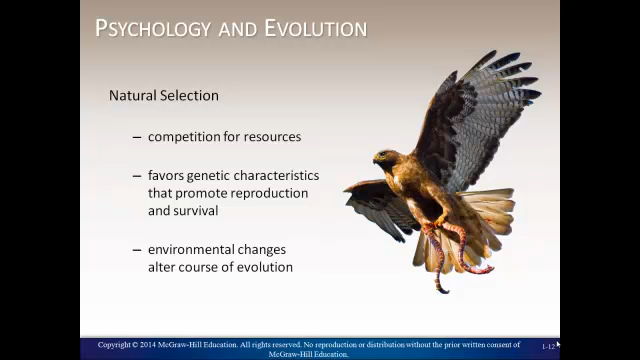 PSYCHOLOGY AND EVOLUTION
Natural Selection
– competition for resources
– favors genetic characteristics
that promote reproduction
and survival
– environmental changes
alter course of evolution
Copyright © 2014 McGraw-Hill Education. All rights reserved. No reproduction or distribution without the prior written consent of
McGraw-Hill Education.
1-12